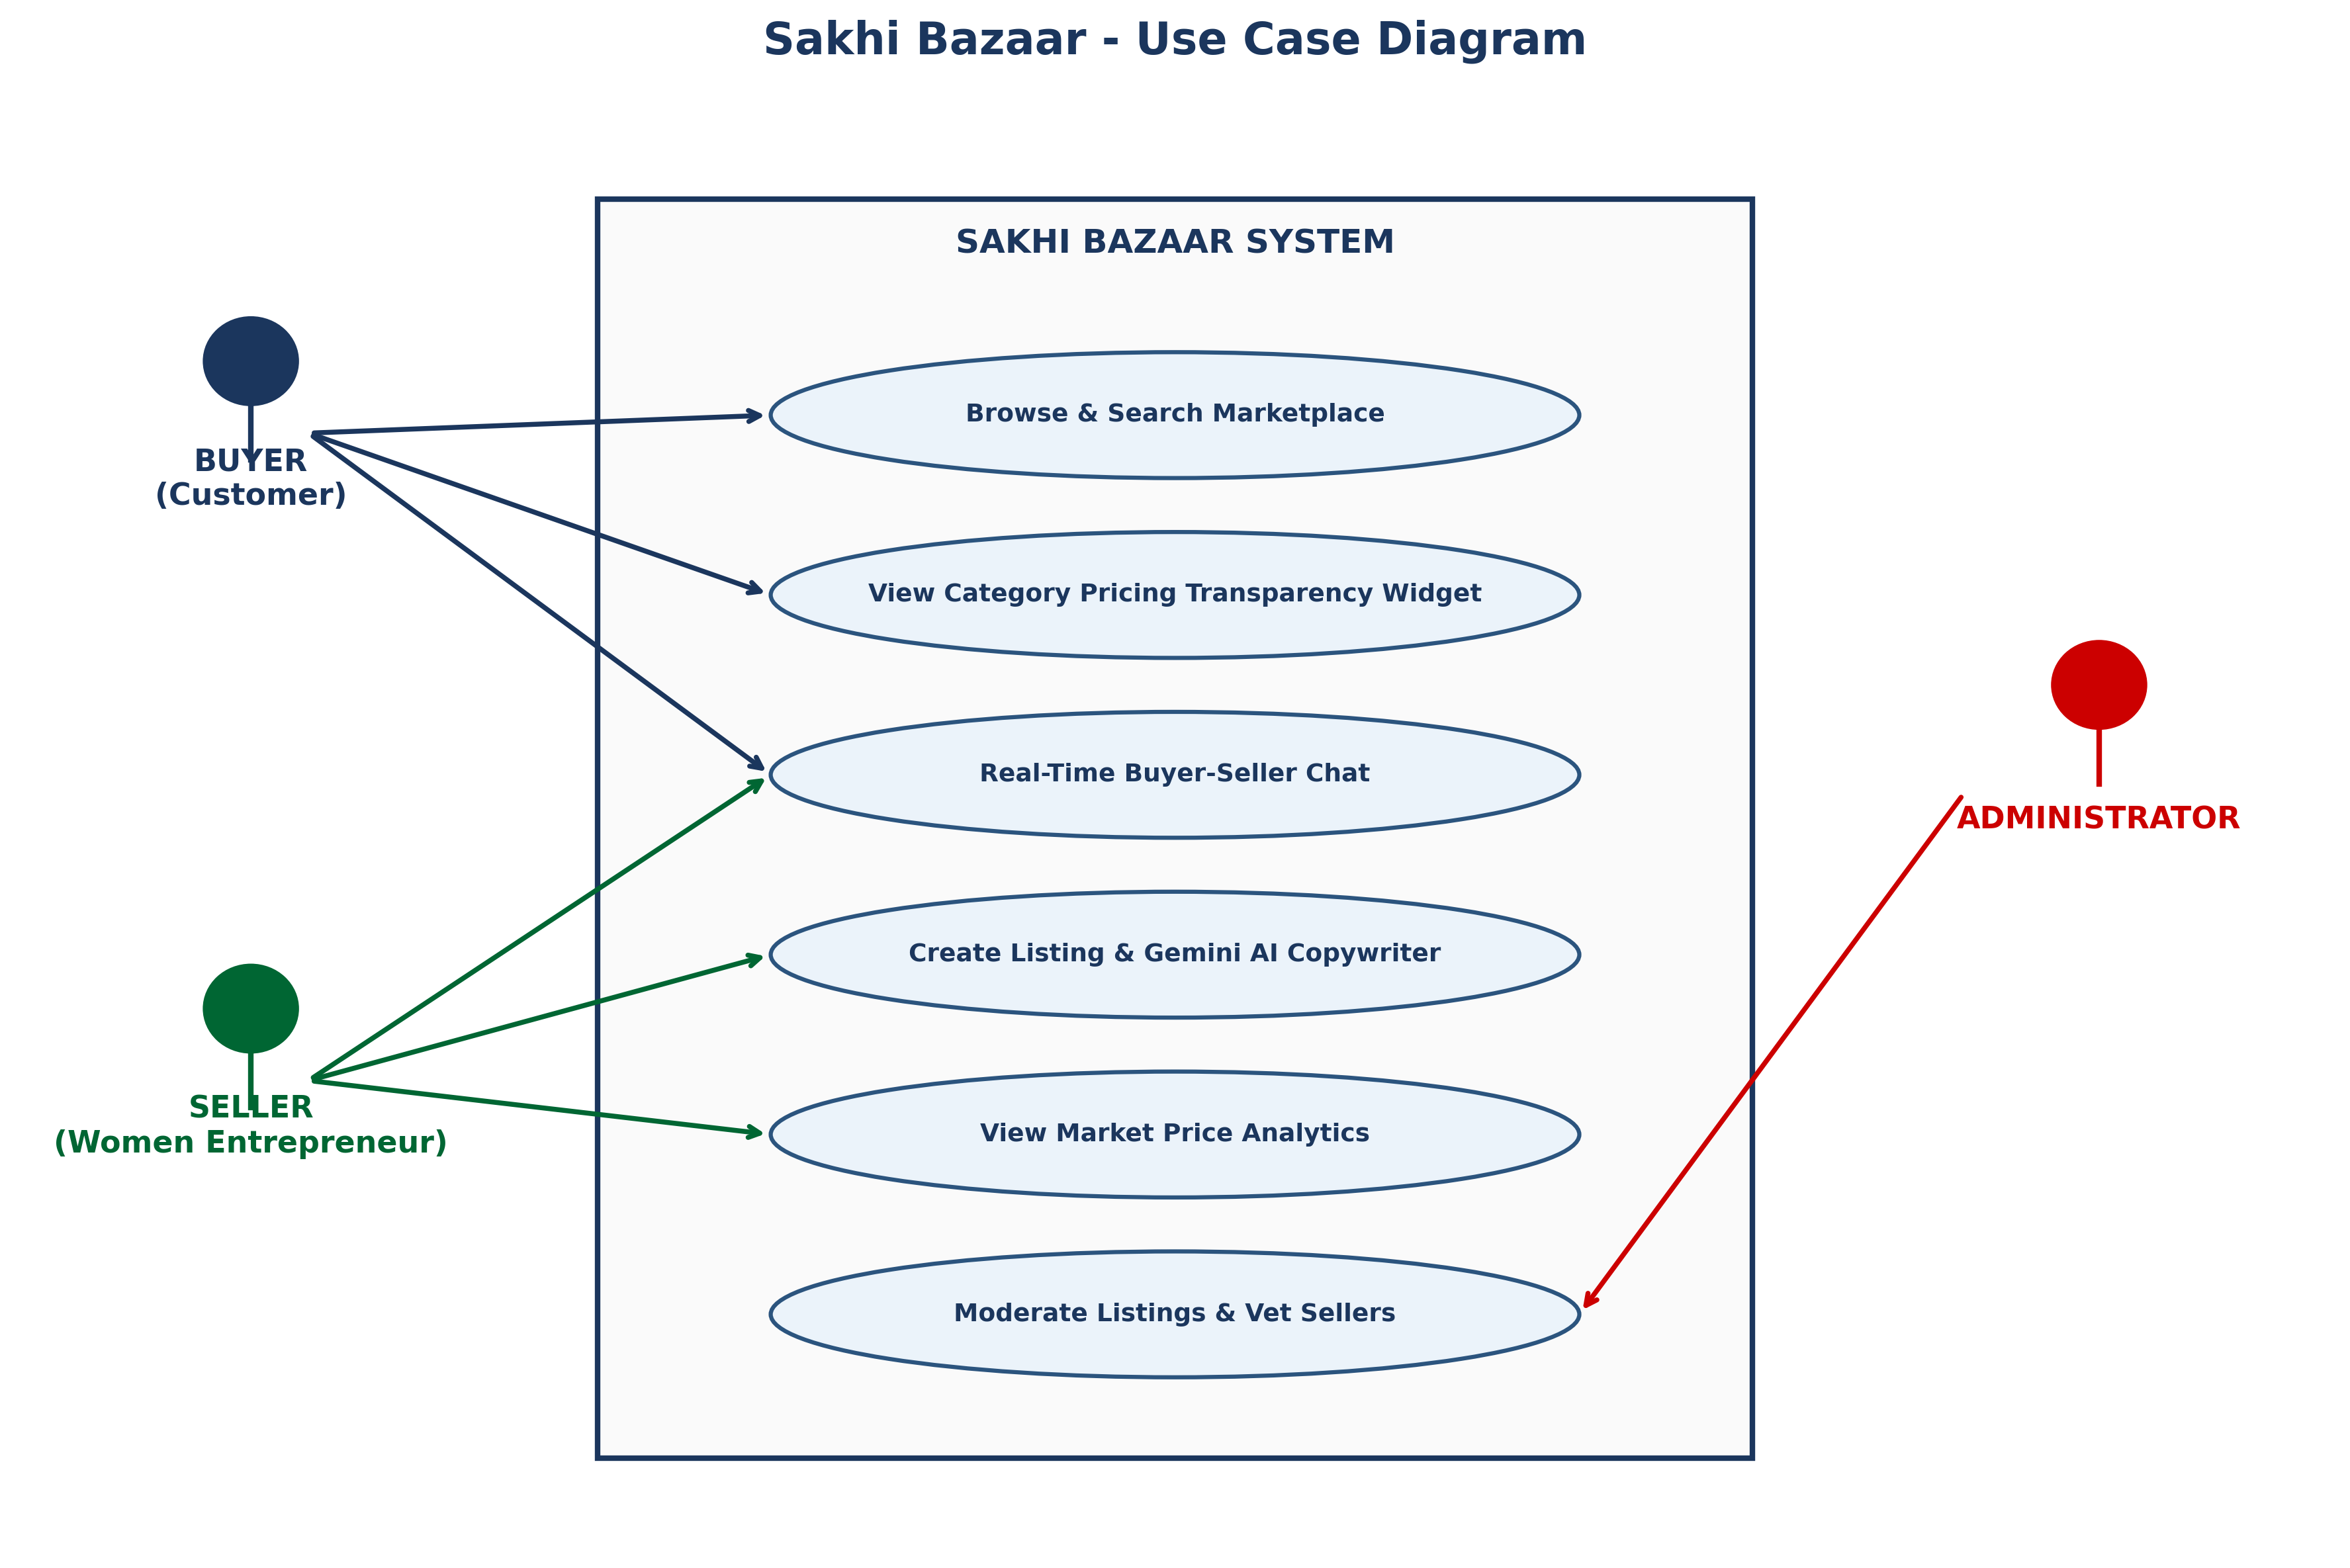 Sakhi Bazaar - Use Case Diagram
SAKHI BAZAAR SYSTEM
BUYER
(Customer)
Browse & Search Marketplace
View Category Pricing Transparency Widget
Real-Time Buyer-Seller Chat
ADMINISTRATOR
Create Listing & Gemini AI Copywriter
SELLER
(Women Entrepreneur)
View Market Price Analytics
Moderate Listings & Vet Sellers